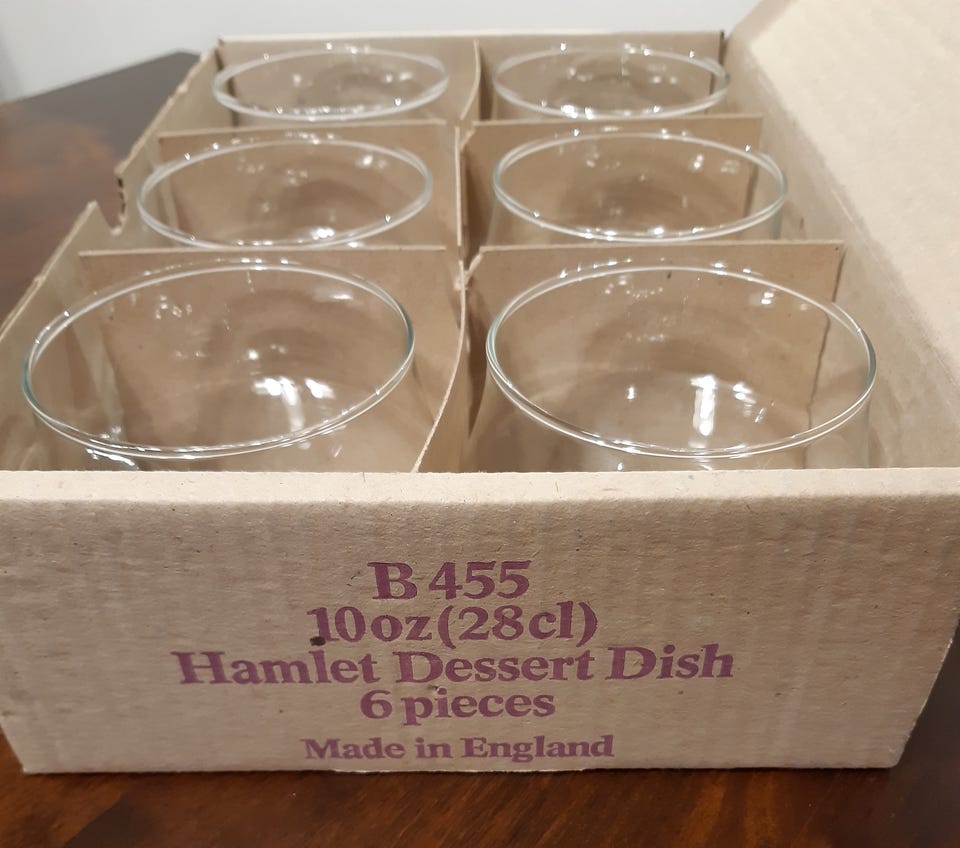 B 455
10oz(28cl)
Hamlet Dessert Dish
6 pieces
Made in England